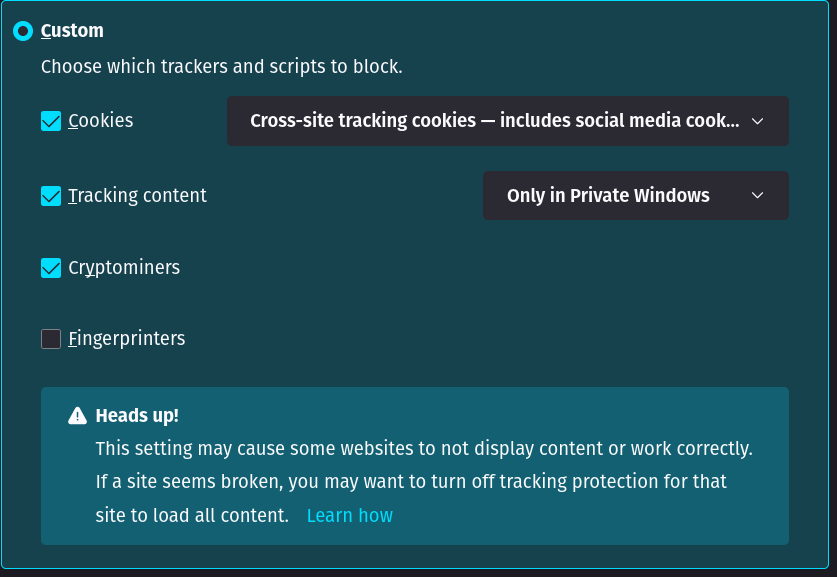 Custom
Choose which trackers and scripts to block.
Cookies
Cross-site tracking cookies — includes social media cook...
Tracking content
Only in Private Windows
Cryptominers
Fingerprinters
Heads up!
This setting may cause some websites to not display content or work correctly.
If a site seems broken, you may want to turn off tracking protection for that
site to load all content. Learn how